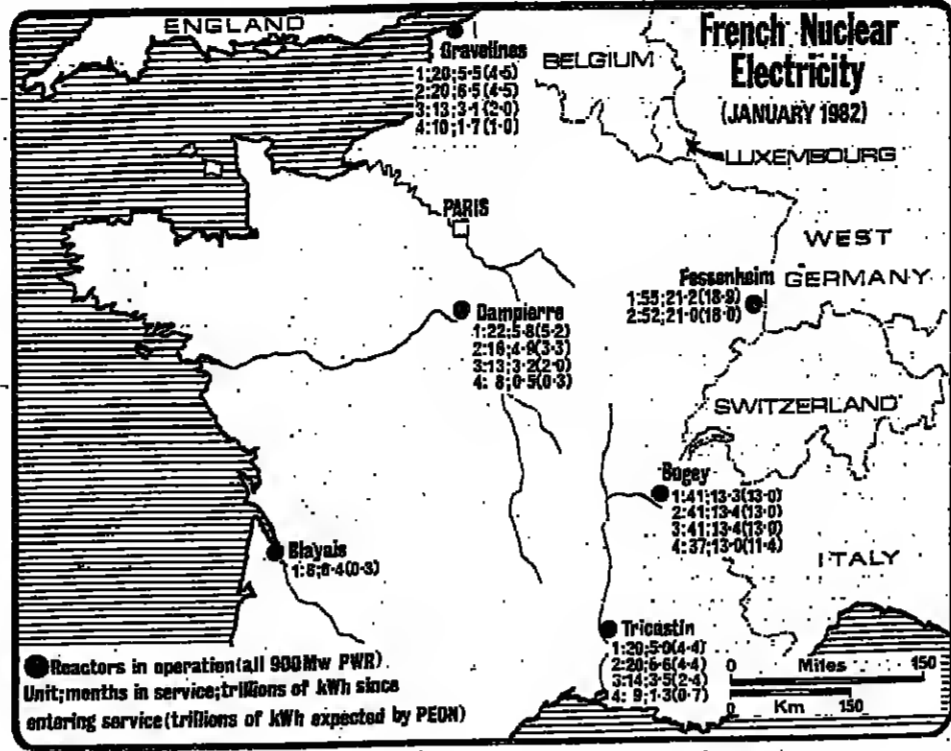 French Nuclear
Electricity
(JANUARY 1982)
ENGLAND
Gravelines
1:20;5·5(4·5)
2:20;6·5(4·5)
3:13;3·1(2·0)
4:10;1·7(1·0)
BELGIUM
LUXEMBOURG
PARIS
WEST
GERMANY
Fessenheim
1:55;21·2(18·9)
2:52;21·0(18·0)
Dampierre
1:22;5·8(5·2)
2:16;4·9(3·3)
3:13;3·2(2·0)
4: 8;0·5(0·3)
SWITZERLAND
Bugey
1:41;13·3(13·0)
2:41;13·4(13·0)
3:41;13·4(13·0)
4:37;13·0(11·4)
Blayais
1:6;0·4(0·3)
ITALY
Tricastin
1:20;5·0(4·4)
2:20;6·6(4·4)
3:14;3·5(2·4)
4: 9;1·3(0·7)
Reactors in operation(all 900Mw PWR)
Unit;months in service;trillions of kWh since
entering service(trillions of kWh expected by PEON)
0 Miles 150
0 Km 150